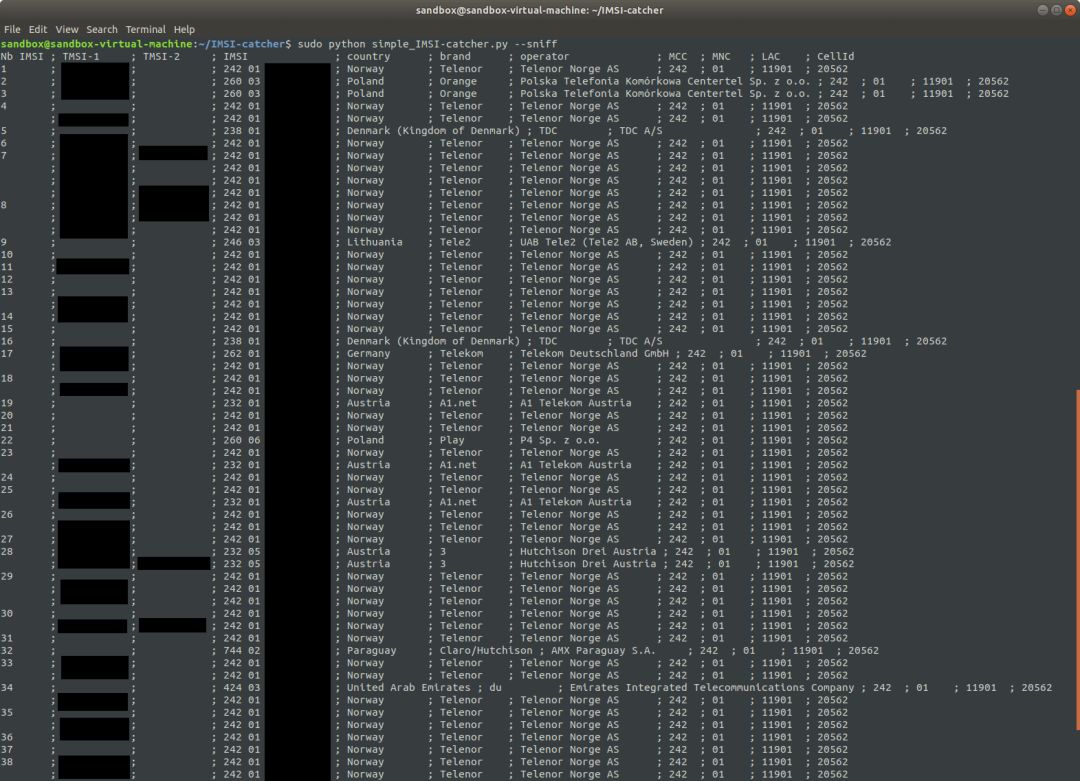 sandbox@sandbox-virtual-machine: ~/IMSI-catcher
File Edit View Search Terminal Help
sandbox@sandbox-virtual-machine:~/IMSI-catcher$ sudo python simple_IMSI-catcher.py --sniff
Nb IMSI ; TMSI-1 ; TMSI-2 ; IMSI ; country ; brand ; operator ; MCC ; MNC ; LAC ; CellId
1 ; ; ; 242 01 ; Norway ; Telenor ; Telenor Norge AS ; 242 ; 01 ; 11901 ; 20562
2 ; ; ; 260 03 ; Poland ; Orange ; Polska Telefonia Komórkowa Centertel Sp. z o.o. ; 242 ; 01 ; 11901 ; 20562
3 ; ; ; 260 03 ; Poland ; Orange ; Polska Telefonia Komórkowa Centertel Sp. z o.o. ; 242 ; 01 ; 11901 ; 20562
4 ; ; ; 242 01 ; Norway ; Telenor ; Telenor Norge AS ; 242 ; 01 ; 11901 ; 20562
; ; ; 242 01 ; Norway ; Telenor ; Telenor Norge AS ; 242 ; 01 ; 11901 ; 20562
5 ; ; ; 238 01 ; Denmark (Kingdom of Denmark) ; TDC ; TDC A/S ; 242 ; 01 ; 11901 ; 20562
6 ; ; ; 242 01 ; Norway ; Telenor ; Telenor Norge AS ; 242 ; 01 ; 11901 ; 20562
7 ; ; ; 242 01 ; Norway ; Telenor ; Telenor Norge AS ; 242 ; 01 ; 11901 ; 20562
; ; ; 242 01 ; Norway ; Telenor ; Telenor Norge AS ; 242 ; 01 ; 11901 ; 20562
; ; ; 242 01 ; Norway ; Telenor ; Telenor Norge AS ; 242 ; 01 ; 11901 ; 20562
; ; ; 242 01 ; Norway ; Telenor ; Telenor Norge AS ; 242 ; 01 ; 11901 ; 20562
8 ; ; ; 242 01 ; Norway ; Telenor ; Telenor Norge AS ; 242 ; 01 ; 11901 ; 20562
; ; ; 242 01 ; Norway ; Telenor ; Telenor Norge AS ; 242 ; 01 ; 11901 ; 20562
; ; ; 242 01 ; Norway ; Telenor ; Telenor Norge AS ; 242 ; 01 ; 11901 ; 20562
9 ; ; ; 246 03 ; Lithuania ; Tele2 ; UAB Tele2 (Tele2 AB, Sweden) ; 242 ; 01 ; 11901 ; 20562
10 ; ; ; 242 01 ; Norway ; Telenor ; Telenor Norge AS ; 242 ; 01 ; 11901 ; 20562
11 ; ; ; 242 01 ; Norway ; Telenor ; Telenor Norge AS ; 242 ; 01 ; 11901 ; 20562
12 ; ; ; 242 01 ; Norway ; Telenor ; Telenor Norge AS ; 242 ; 01 ; 11901 ; 20562
13 ; ; ; 242 01 ; Norway ; Telenor ; Telenor Norge AS ; 242 ; 01 ; 11901 ; 20562
; ; ; 242 01 ; Norway ; Telenor ; Telenor Norge AS ; 242 ; 01 ; 11901 ; 20562
14 ; ; ; 242 01 ; Norway ; Telenor ; Telenor Norge AS ; 242 ; 01 ; 11901 ; 20562
15 ; ; ; 242 01 ; Norway ; Telenor ; Telenor Norge AS ; 242 ; 01 ; 11901 ; 20562
16 ; ; ; 238 01 ; Denmark (Kingdom of Denmark) ; TDC ; TDC A/S ; 242 ; 01 ; 11901 ; 20562
17 ; ; ; 262 01 ; Germany ; Telekom ; Telekom Deutschland GmbH ; 242 ; 01 ; 11901 ; 20562
; ; ; 242 01 ; Norway ; Telenor ; Telenor Norge AS ; 242 ; 01 ; 11901 ; 20562
18 ; ; ; 242 01 ; Norway ; Telenor ; Telenor Norge AS ; 242 ; 01 ; 11901 ; 20562
; ; ; 242 01 ; Norway ; Telenor ; Telenor Norge AS ; 242 ; 01 ; 11901 ; 20562
19 ; ; ; 232 01 ; Austria ; A1.net ; A1 Telekom Austria ; 242 ; 01 ; 11901 ; 20562
20 ; ; ; 242 01 ; Norway ; Telenor ; Telenor Norge AS ; 242 ; 01 ; 11901 ; 20562
21 ; ; ; 242 01 ; Norway ; Telenor ; Telenor Norge AS ; 242 ; 01 ; 11901 ; 20562
22 ; ; ; 260 06 ; Poland ; Play ; P4 Sp. z o.o. ; 242 ; 01 ; 11901 ; 20562
23 ; ; ; 242 01 ; Norway ; Telenor ; Telenor Norge AS ; 242 ; 01 ; 11901 ; 20562
; ; ; 232 01 ; Austria ; A1.net ; A1 Telekom Austria ; 242 ; 01 ; 11901 ; 20562
24 ; ; ; 242 01 ; Norway ; Telenor ; Telenor Norge AS ; 242 ; 01 ; 11901 ; 20562
25 ; ; ; 242 01 ; Norway ; Telenor ; Telenor Norge AS ; 242 ; 01 ; 11901 ; 20562
; ; ; 232 01 ; Austria ; A1.net ; A1 Telekom Austria ; 242 ; 01 ; 11901 ; 20562
26 ; ; ; 242 01 ; Norway ; Telenor ; Telenor Norge AS ; 242 ; 01 ; 11901 ; 20562
; ; ; 242 01 ; Norway ; Telenor ; Telenor Norge AS ; 242 ; 01 ; 11901 ; 20562
27 ; ; ; 242 01 ; Norway ; Telenor ; Telenor Norge AS ; 242 ; 01 ; 11901 ; 20562
28 ; ; ; 232 05 ; Austria ; 3 ; Hutchison Drei Austria ; 242 ; 01 ; 11901 ; 20562
; ; ; 232 05 ; Austria ; 3 ; Hutchison Drei Austria ; 242 ; 01 ; 11901 ; 20562
29 ; ; ; 242 01 ; Norway ; Telenor ; Telenor Norge AS ; 242 ; 01 ; 11901 ; 20562
; ; ; 242 01 ; Norway ; Telenor ; Telenor Norge AS ; 242 ; 01 ; 11901 ; 20562
; ; ; 242 01 ; Norway ; Telenor ; Telenor Norge AS ; 242 ; 01 ; 11901 ; 20562
30 ; ; ; 242 01 ; Norway ; Telenor ; Telenor Norge AS ; 242 ; 01 ; 11901 ; 20562
; ; ; 242 01 ; Norway ; Telenor ; Telenor Norge AS ; 242 ; 01 ; 11901 ; 20562
31 ; ; ; 242 01 ; Norway ; Telenor ; Telenor Norge AS ; 242 ; 01 ; 11901 ; 20562
32 ; ; ; 744 02 ; Paraguay ; Claro/Hutchison ; AMX Paraguay S.A. ; 242 ; 01 ; 11901 ; 20562
33 ; ; ; 242 01 ; Norway ; Telenor ; Telenor Norge AS ; 242 ; 01 ; 11901 ; 20562
; ; ; 242 01 ; Norway ; Telenor ; Telenor Norge AS ; 242 ; 01 ; 11901 ; 20562
34 ; ; ; 424 03 ; United Arab Emirates ; du ; Emirates Integrated Telecommunications Company ; 242 ; 01 ; 11901 ; 20562
; ; ; 242 01 ; Norway ; Telenor ; Telenor Norge AS ; 242 ; 01 ; 11901 ; 20562
35 ; ; ; 242 01 ; Norway ; Telenor ; Telenor Norge AS ; 242 ; 01 ; 11901 ; 20562
; ; ; 242 01 ; Norway ; Telenor ; Telenor Norge AS ; 242 ; 01 ; 11901 ; 20562
36 ; ; ; 242 01 ; Norway ; Telenor ; Telenor Norge AS ; 242 ; 01 ; 11901 ; 20562
37 ; ; ; 242 01 ; Norway ; Telenor ; Telenor Norge AS ; 242 ; 01 ; 11901 ; 20562
38 ; ; ; 242 01 ; Norway ; Telenor ; Telenor Norge AS ; 242 ; 01 ; 11901 ; 20562
; ; ; 242 01 ; Norway ; Telenor ; Telenor Norge AS ; 242 ; 01 ; 11901 ; 20562